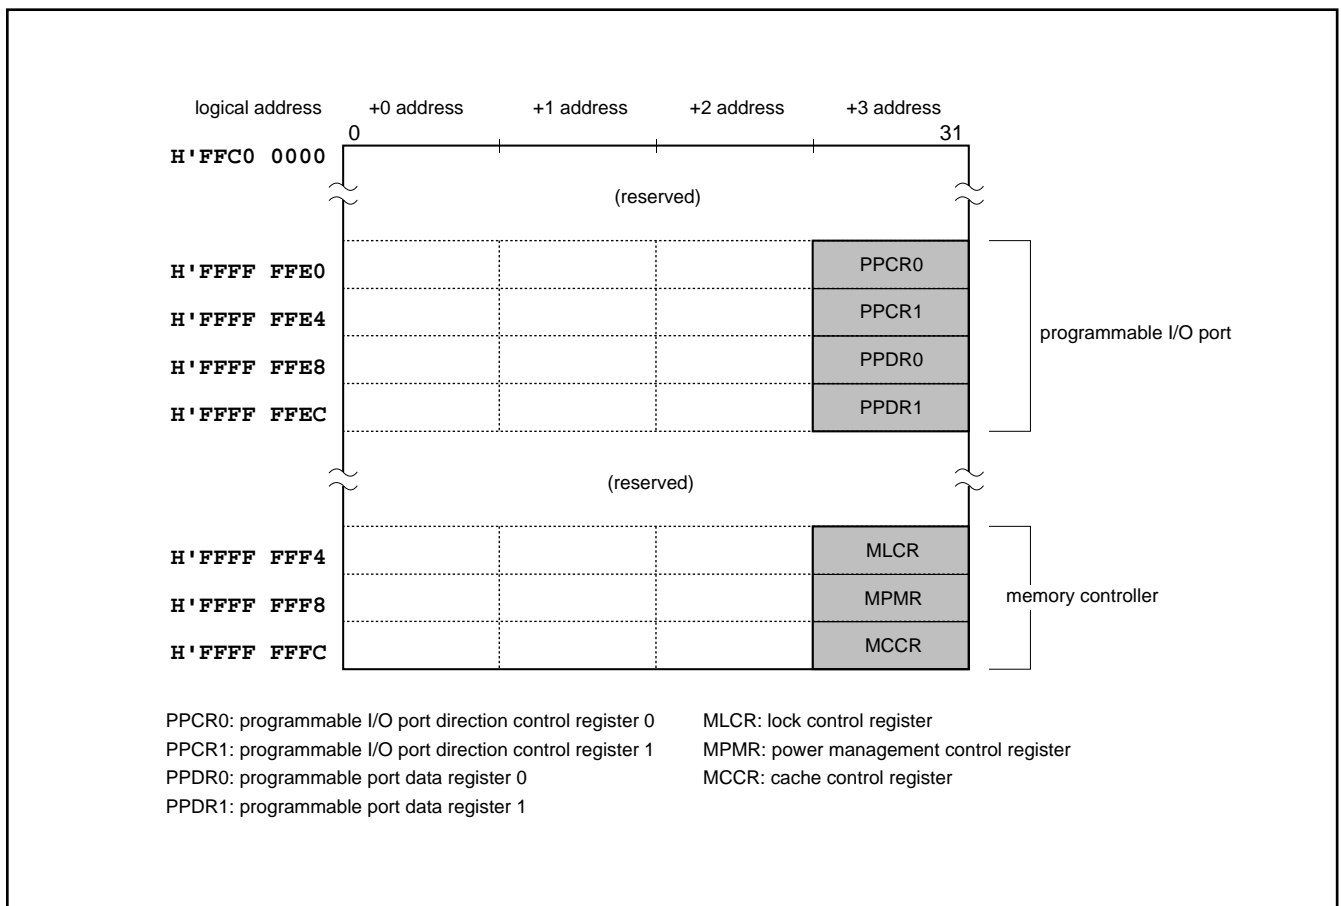 logical address +0 address +1 address +2 address +3 address
0 31
H'FFC0 0000
(reserved)
H'FFFF FFE0 PPCR0
H'FFFF FFE4 PPCR1
programmable I/O port
H'FFFF FFE8 PPDR0
H'FFFF FFEC PPDR1
(reserved)
H'FFFF FFF4 MLCR
H'FFFF FFF8 MPMR memory controller
H'FFFF FFFC MCCR
PPCR0: programmable I/O port direction control register 0 MLCR: lock control register
PPCR1: programmable I/O port direction control register 1 MPMR: power management control register
PPDR0: programmable port data register 0 MCCR: cache control register
PPDR1: programmable port data register 1